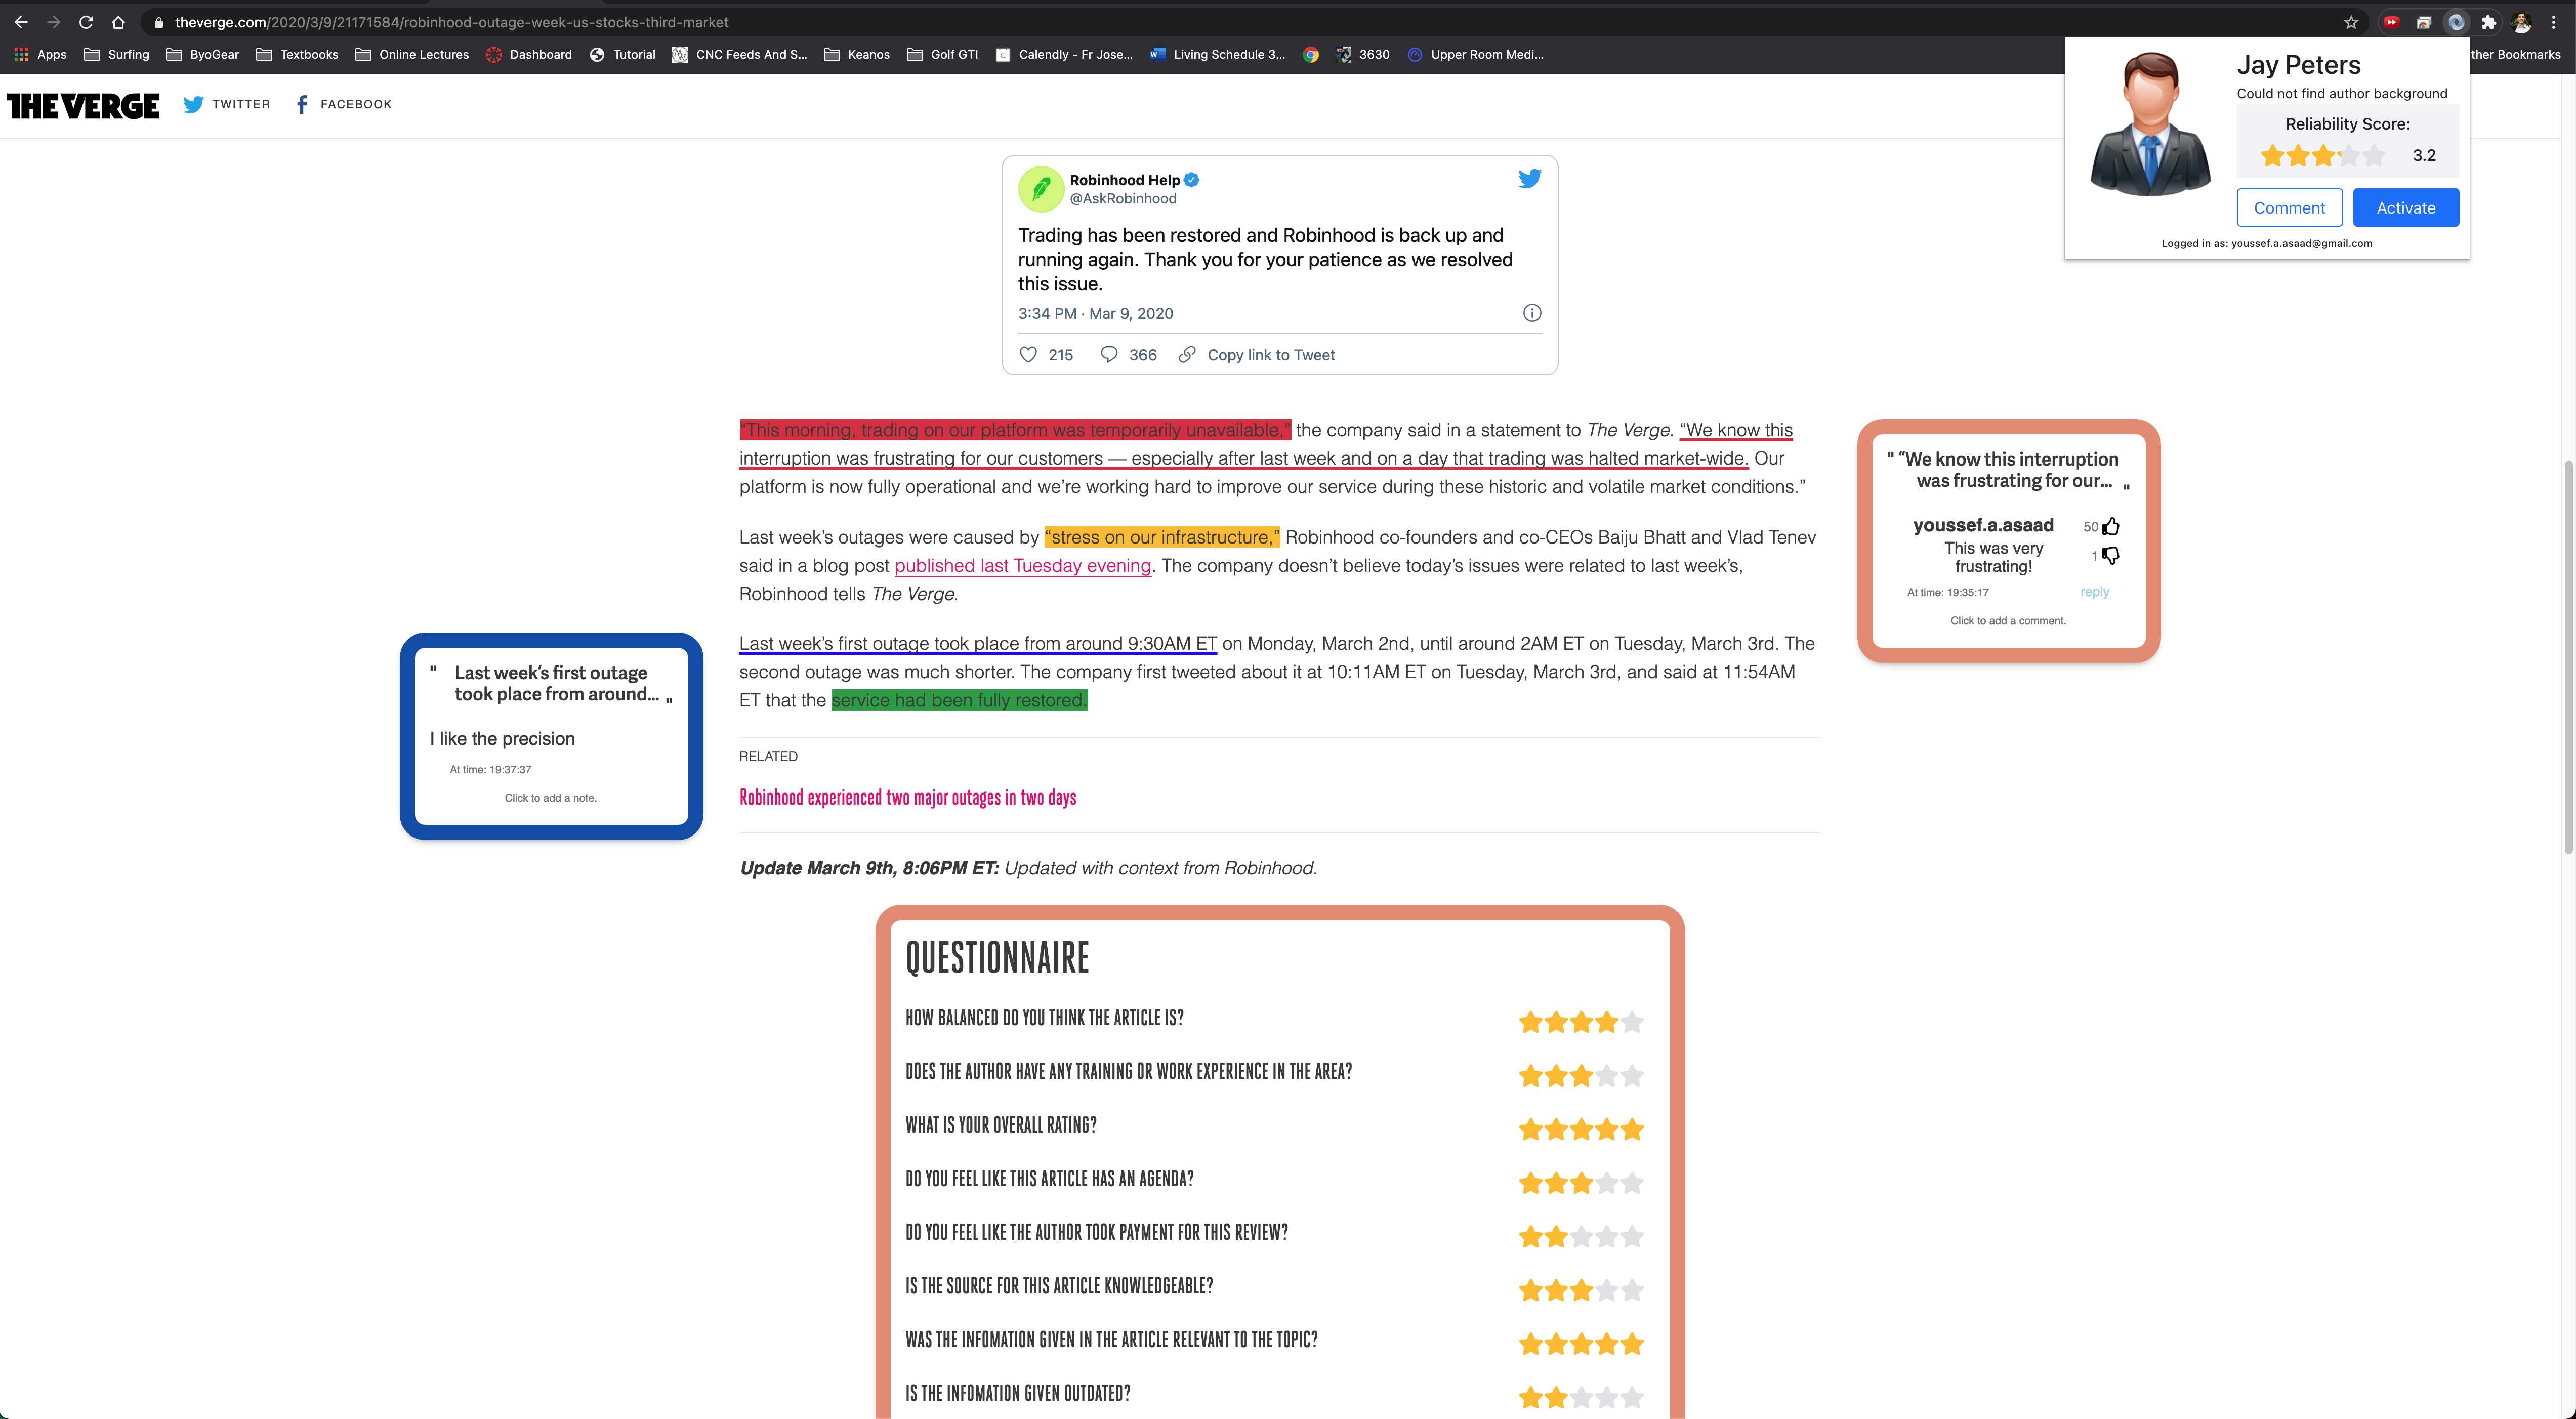 theverge.com/2020/3/9/21171584/robinhood-outage-week-us-stocks-third-market
Apps Surfing ByoGear Textbooks Online Lectures Dashboard Tutorial CNC Feeds And S... Keanos Golf GTI Calendly - Fr Jose... Living Schedule 3... 3630 Upper Room Medi... ther Bookmarks
THE VERGE TWITTER FACEBOOK
Jay Peters
Could not find author background
Reliability Score:
3.2
Comment Activate
Logged in as: youssef.a.asaad@gmail.com
Robinhood Help
@AskRobinhood
Trading has been restored and Robinhood is back up and
running again. Thank you for your patience as we resolved
this issue.
3:34 PM · Mar 9, 2020
215 366 Copy link to Tweet
“This morning, trading on our platform was temporarily unavailable,” the company said in a statement to The Verge. “We know this
interruption was frustrating for our customers — especially after last week and on a day that trading was halted market-wide. Our
platform is now fully operational and we’re working hard to improve our service during these historic and volatile market conditions.”
Last week’s outages were caused by “stress on our infrastructure,” Robinhood co-founders and co-CEOs Baiju Bhatt and Vlad Tenev
said in a blog post published last Tuesday evening. The company doesn’t believe today’s issues were related to last week’s,
Robinhood tells The Verge.
Last week’s first outage took place from around 9:30AM ET on Monday, March 2nd, until around 2AM ET on Tuesday, March 3rd. The
second outage was much shorter. The company first tweeted about it at 10:11AM ET on Tuesday, March 3rd, and said at 11:54AM
ET that the service had been fully restored.
" “We know this interruption
was frustrating for our... "
youssef.a.asaad 50
This was very
frustrating!
1
At time: 19:35:17 reply
Click to add a comment.
" Last week’s first outage
took place from around... "
I like the precision
At time: 19:37:37
Click to add a note.
RELATED
Robinhood experienced two major outages in two days
Update March 9th, 8:06PM ET: Updated with context from Robinhood.
QUESTIONNAIRE
HOW BALANCED DO YOU THINK THE ARTICLE IS?
DOES THE AUTHOR HAVE ANY TRAINING OR WORK EXPERIENCE IN THE AREA?
WHAT IS YOUR OVERALL RATING?
DO YOU FEEL LIKE THIS ARTICLE HAS AN AGENDA?
DO YOU FEEL LIKE THE AUTHOR TOOK PAYMENT FOR THIS REVIEW?
IS THE SOURCE FOR THIS ARTICLE KNOWLEDGEABLE?
WAS THE INFOMATION GIVEN IN THE ARTICLE RELEVANT TO THE TOPIC?
IS THE INFOMATION GIVEN OUTDATED?